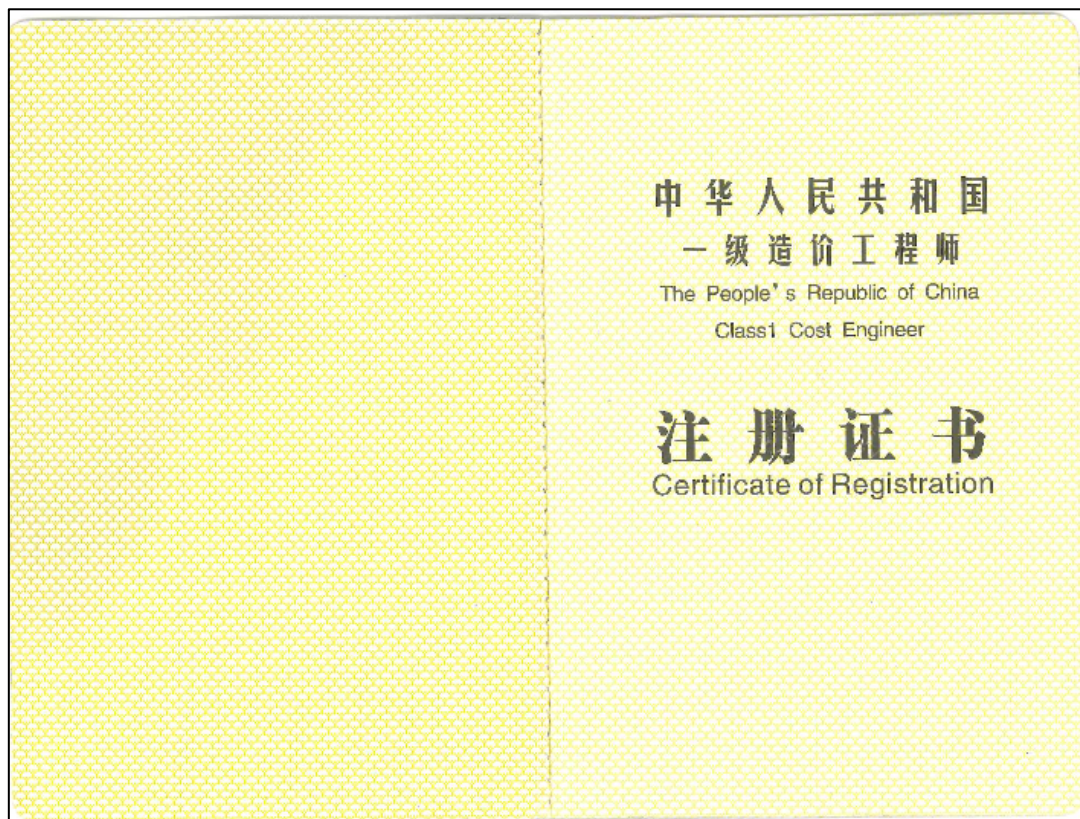 中华人民共和国
一级造价工程师
The People's Republic of China
Class1 Cost Engineer
注册证书
Certificate of Registration